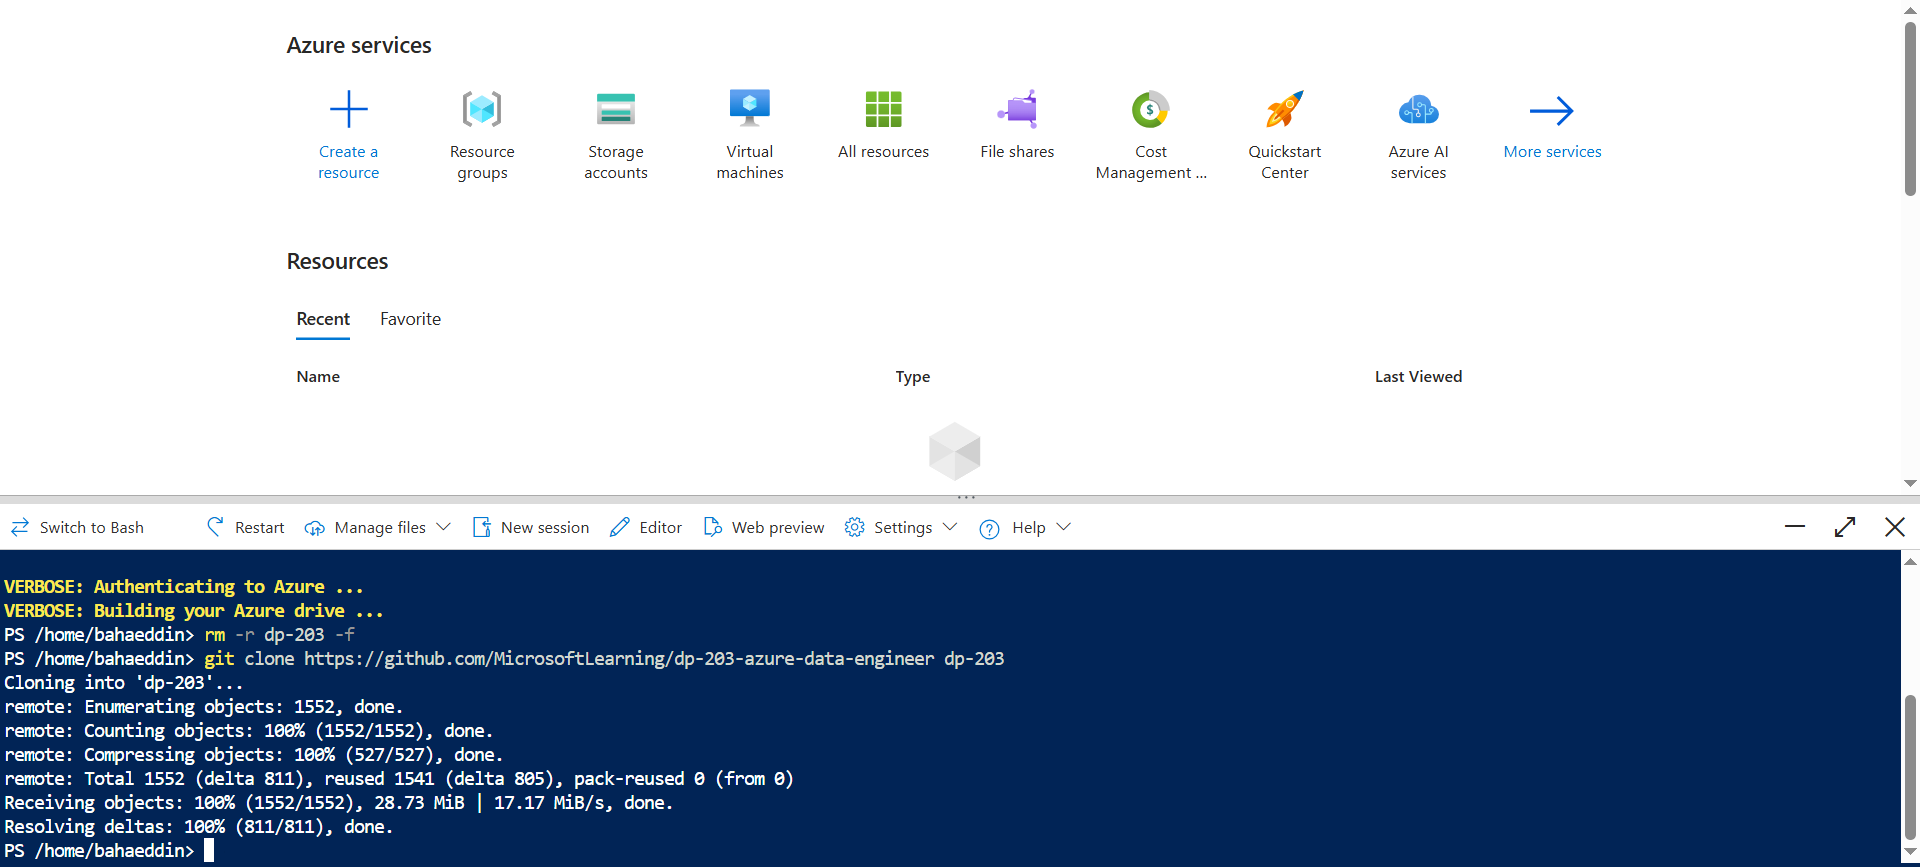 Azure services
Create a resource
Resource groups
Storage accounts
Virtual machines
All resources
File shares
Cost Management ...
Quickstart Center
Azure AI services
More services
Resources
Recent Favorite
Name Type Last Viewed
Switch to Bash Restart Manage files New session Editor Web preview Settings Help
VERBOSE: Authenticating to Azure ...
VERBOSE: Building your Azure drive ...
PS /home/bahaeddin> rm -r dp-203 -f
PS /home/bahaeddin> git clone https://github.com/MicrosoftLearning/dp-203-azure-data-engineer dp-203
Cloning into 'dp-203'...
remote: Enumerating objects: 1552, done.
remote: Counting objects: 100% (1552/1552), done.
remote: Compressing objects: 100% (527/527), done.
remote: Total 1552 (delta 811), reused 1541 (delta 805), pack-reused 0 (from 0)
Receiving objects: 100% (1552/1552), 28.73 MiB | 17.17 MiB/s, done.
Resolving deltas: 100% (811/811), done.
PS /home/bahaeddin>